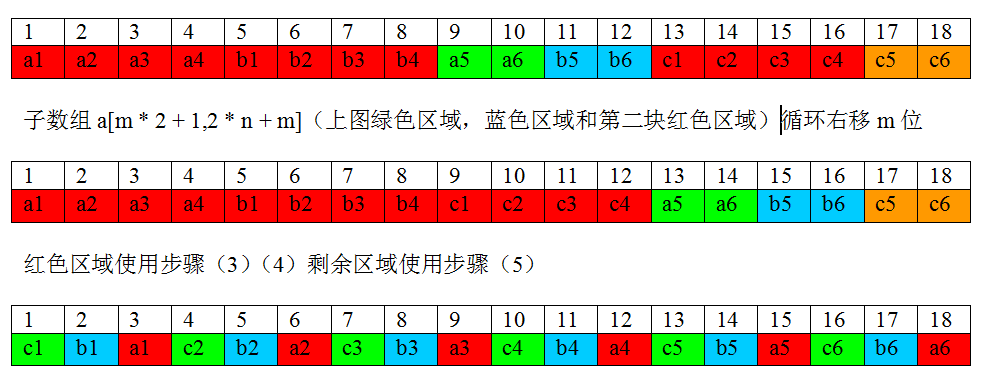 1 2 3 4 5 6 7 8 9 10 11 12 13 14 15 16 17 18
a1 a2 a3 a4 b1 b2 b3 b4 a5 a6 b5 b6 c1 c2 c3 c4 c5 c6
子数组 a[m * 2 + 1,2 * n + m]（上图绿色区域，蓝色区域和第二块红色区域）循环右移 m 位
1 2 3 4 5 6 7 8 9 10 11 12 13 14 15 16 17 18
a1 a2 a3 a4 b1 b2 b3 b4 c1 c2 c3 c4 a5 a6 b5 b6 c5 c6
红色区域使用步骤（3）（4）剩余区域使用步骤（5）
1 2 3 4 5 6 7 8 9 10 11 12 13 14 15 16 17 18
c1 b1 a1 c2 b2 a2 c3 b3 a3 c4 b4 a4 c5 b5 a5 c6 b6 a6